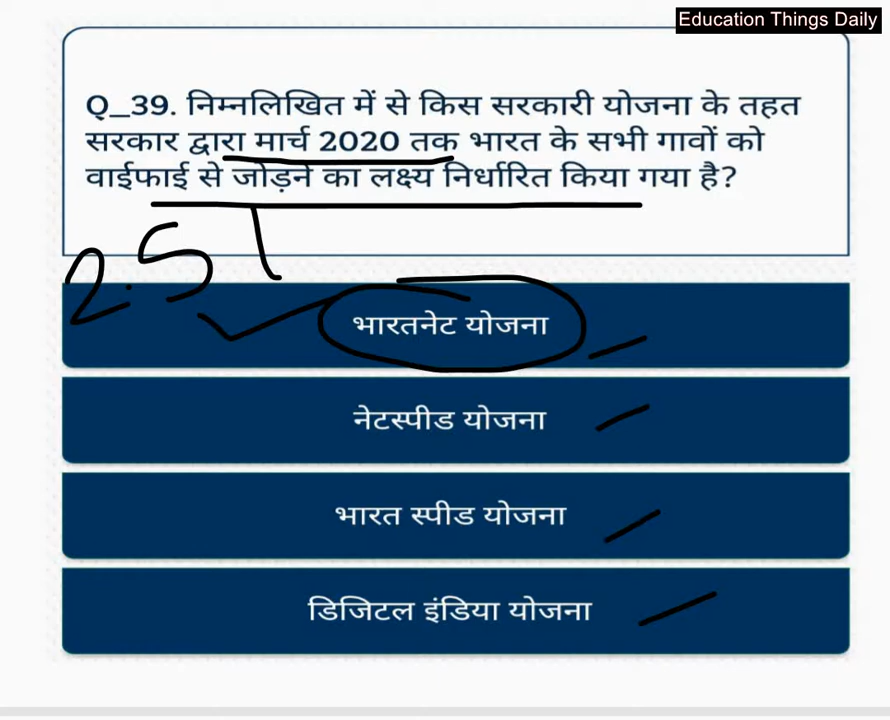 Education Things Daily
Q_39. निम्नलिखित में से किस सरकारी योजना के तहत
सरकार द्वारा मार्च 2020 तक भारत के सभी गावों को
वाईफाई से जोड़ने का लक्ष्य निर्धारित किया गया है?
2.5
भारतनेट योजना
नेटस्पीड योजना
भारत स्पीड योजना
डिजिटल इंडिया योजना